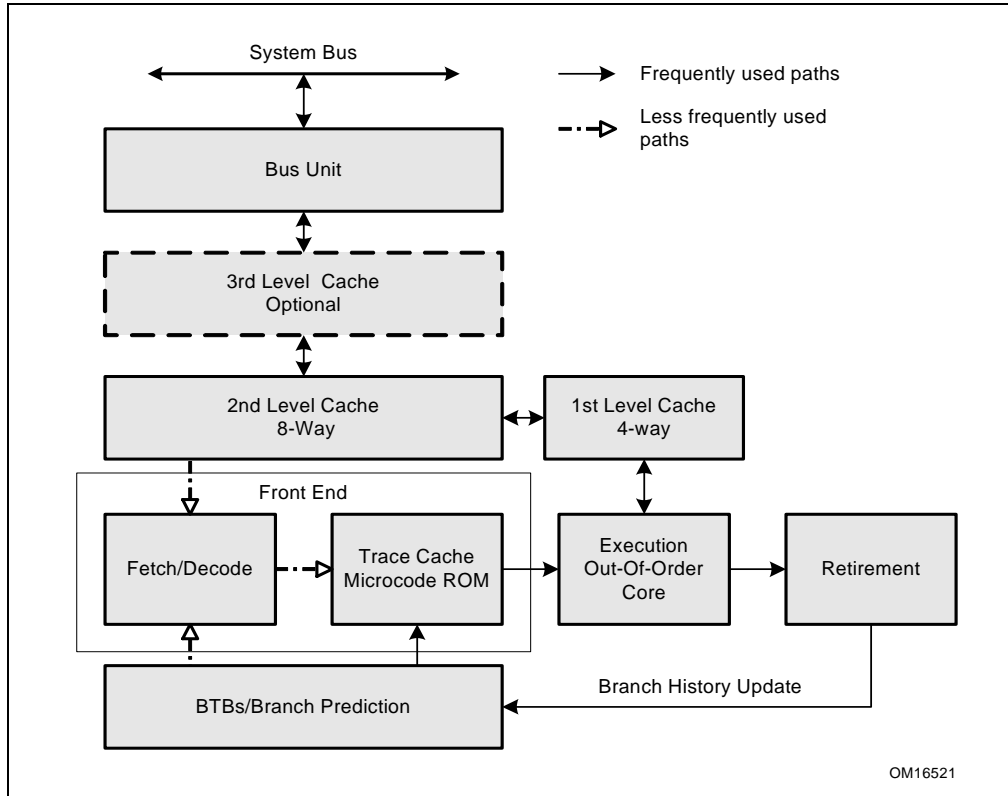 System Bus
Frequently used paths
Less frequently used
paths
Bus Unit
3rd Level Cache
Optional
2nd Level Cache
8-Way
1st Level Cache
4-way
Front End
Fetch/Decode
Trace Cache
Microcode ROM
Execution
Out-Of-Order
Core
Retirement
BTBs/Branch Prediction
Branch History Update
OM16521